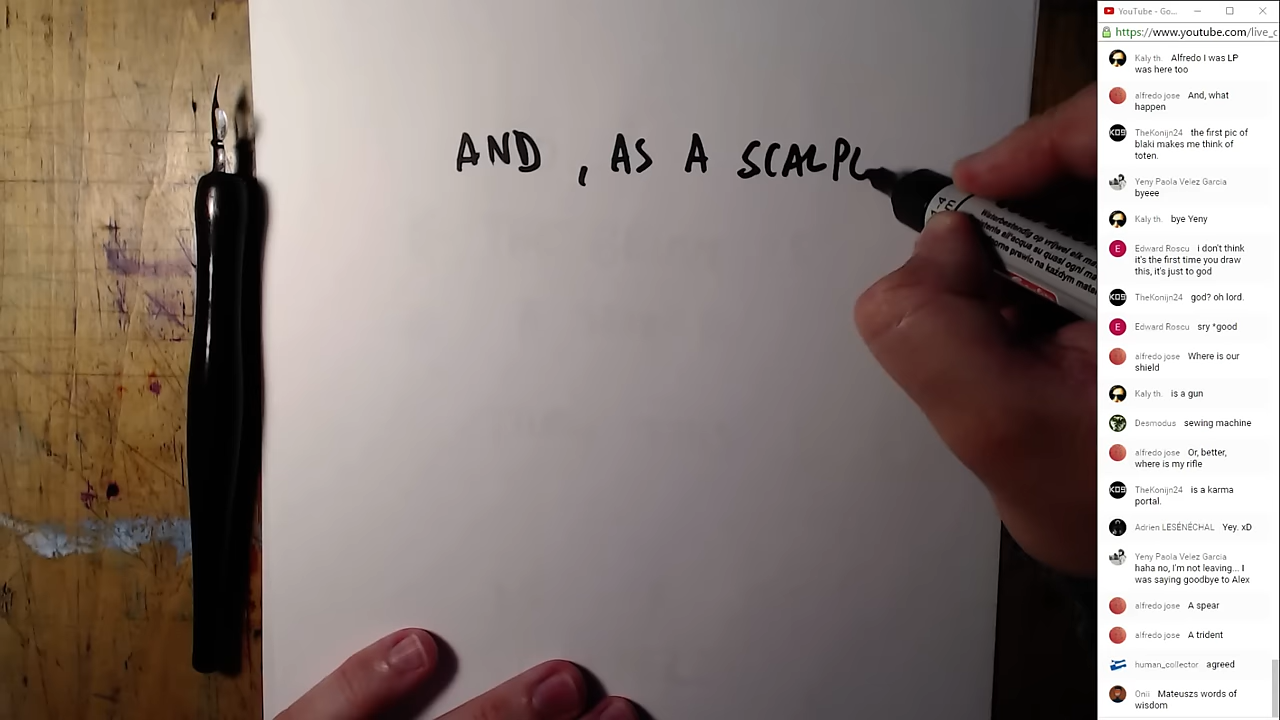 AND , AS A SCALPL
YouTube - Go...
https://www.youtube.com/live_c
Kaly th. Alfredo I was LP
was here too
alfredo jose And, what
happen
TheKonijn24 the first pic of
blaki makes me think of
toten.
Yeny Paola Velez Garcia
byeee
Kaly th. bye Yeny
Edward Roscu i don't think
it's the first time you draw
this, it's just to god
TheKonijn24 god? oh lord.
Edward Roscu sry *good
alfredo jose Where is our
shield
Kaly th. is a gun
Desmodus sewing machine
alfredo jose Or, better,
where is my rifle
TheKonijn24 is a karma
portal.
Adrien LESÉNÉCHAL Yey. xD
Yeny Paola Velez Garcia
haha no, I'm not leaving... I
was saying goodbye to Alex
alfredo jose A spear
alfredo jose A trident
human_collector agreed
Onii Mateuszs words of
wisdom